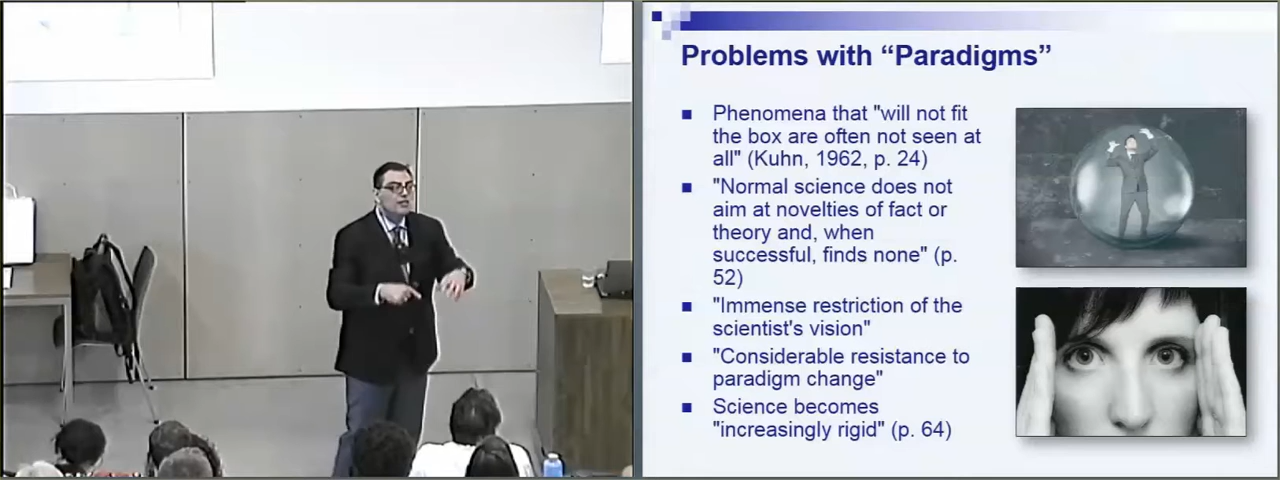 Problems with “Paradigms”
Phenomena that "will not fit
the box are often not seen at
all" (Kuhn, 1962, p. 24)
"Normal science does not
aim at novelties of fact or
theory and, when
successful, finds none" (p.
52)
"Immense restriction of the
scientist's vision"
"Considerable resistance to
paradigm change"
Science becomes
"increasingly rigid" (p. 64)